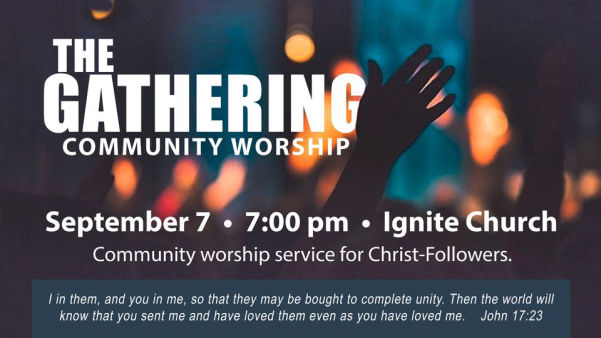 THE
GATHERING
COMMUNITY WORSHIP
September 7 • 7:00 pm • Ignite Church
Community worship service for Christ-Followers.
I in them, and you in me, so that they may be bought to complete unity. Then the world will
know that you sent me and have loved them even as you have loved me. John 17:23